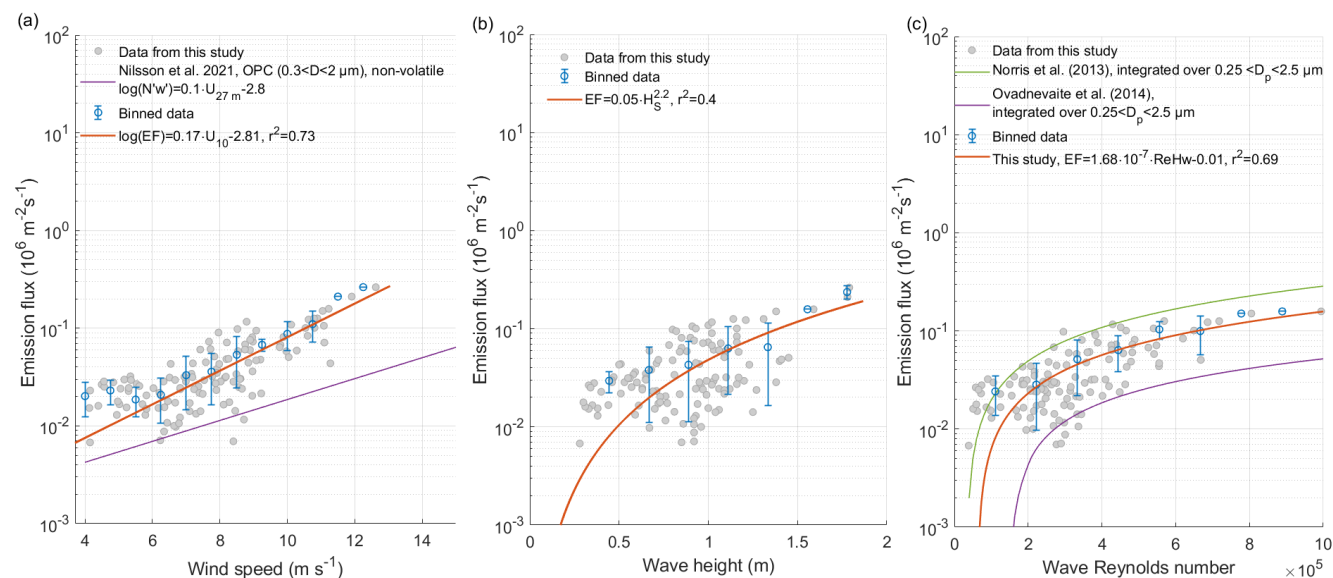 (a)
10^2
10^1
10^0
10^-1
10^-2
10^-3
Emission flux (10^6 m^-2s^-1)
Data from this study
Nilsson et al. 2021, OPC (0.3<D<2 µm), non-volatile
log(N'w')=0.1·U_27 m-2.8
Binned data
log(EF)=0.17·U_10-2.81, r^2=0.73
4 6 8 10 12 14
Wind speed (m s^-1)
(b)
10^2
10^1
10^0
10^-1
10^-2
10^-3
Emission flux (10^6 m^-2s^-1)
Data from this study
Binned data
EF=0.05·H_S^2.2, r^2=0.4
0 0.5 1 1.5 2
Wave height (m)
(c)
10^2
10^1
10^0
10^-1
10^-2
10^-3
Emission flux (10^6 m^-2s^-1)
Data from this study
Norris et al. (2013), integrated over 0.25 <D_p<2.5 µm
Ovadnevaite et al. (2014),
integrated over 0.25<D_p<2.5 µm
Binned data
This study, EF=1.68·10^-7·ReHw-0.01, r^2=0.69
0 2 4 6 8 10
Wave Reynolds number
×10^5